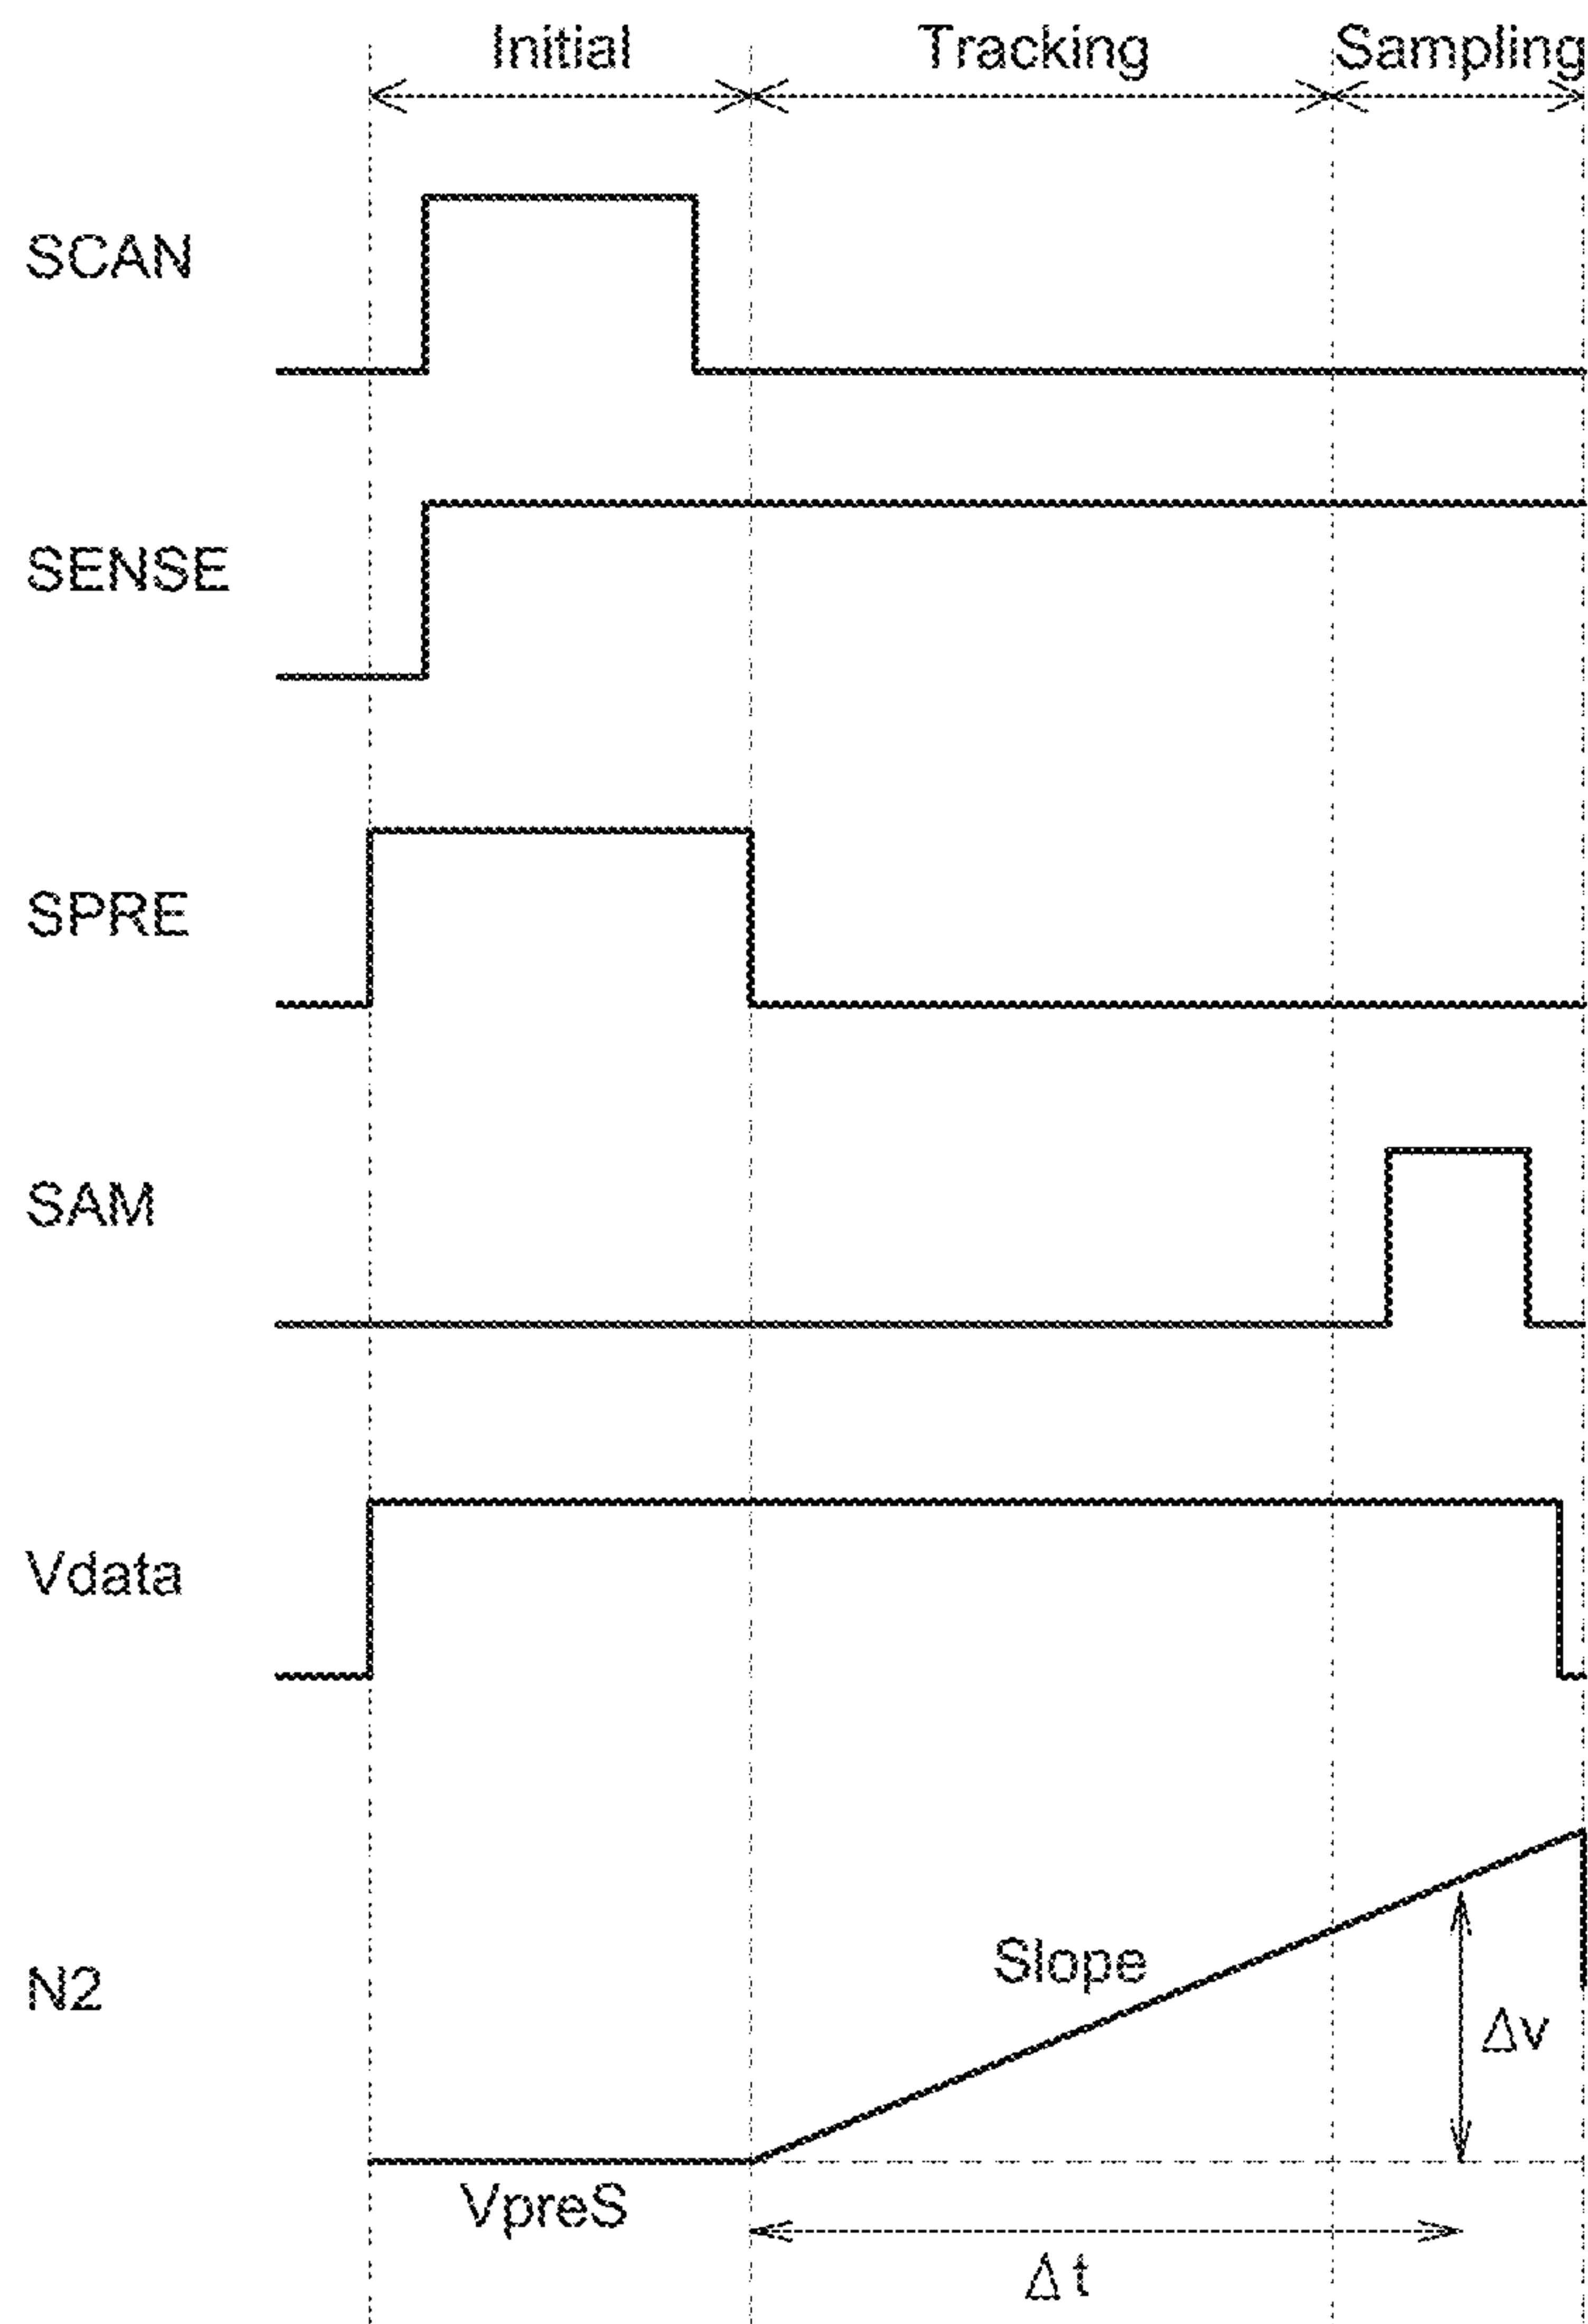 Initial Tracking Sampling
SCAN
SENSE
SPRE
SAM
Vdata
Slope
N2
Δv
VpreS
Δt